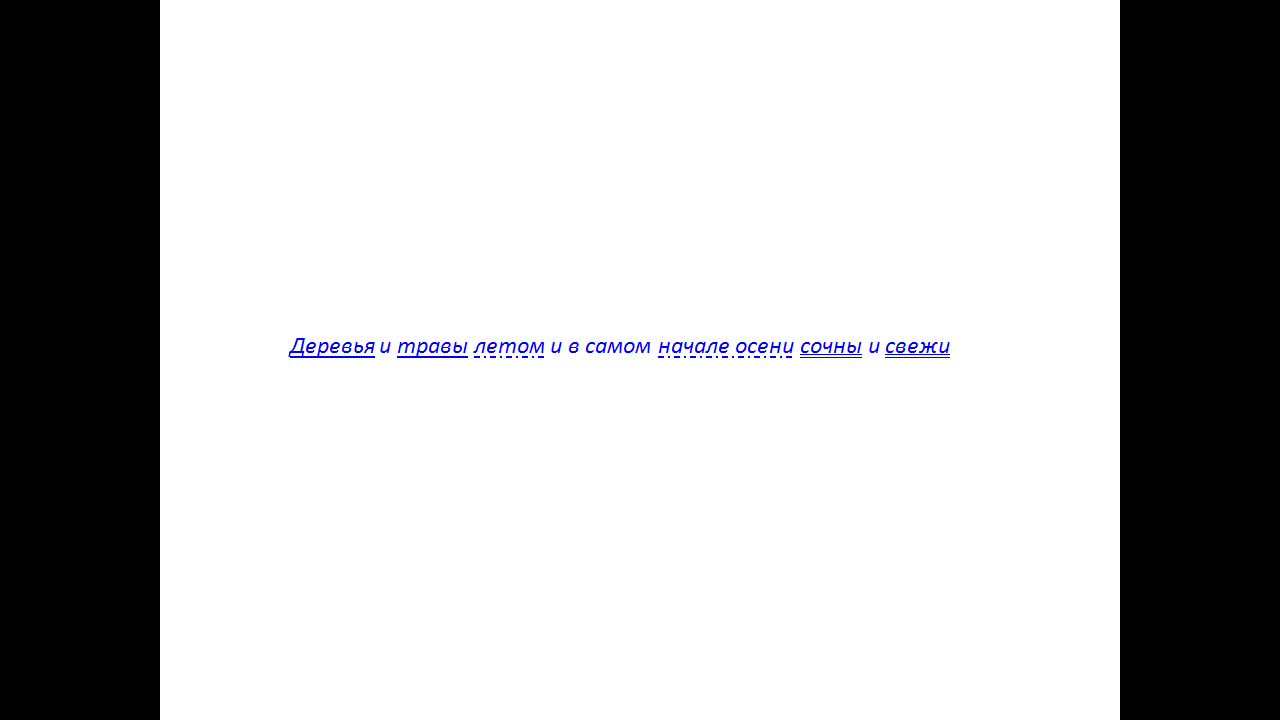 Деревья и травы летом и в самом начале осени сочны и свежи